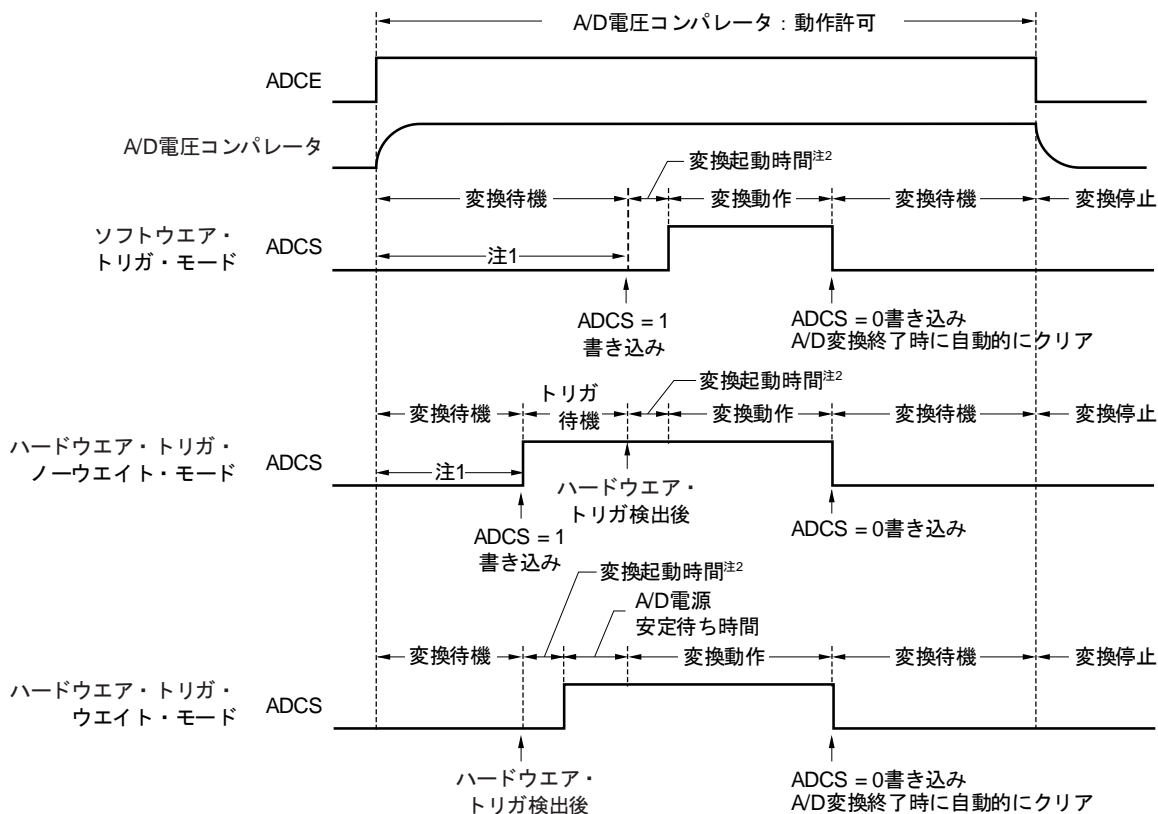 A/D電圧コンパレータ：動作許可
ADCE
A/D電圧コンパレータ
変換起動時間注2
変換待機
変換動作
変換待機
変換停止
ソフトウエア・
トリガ・モード
ADCS
注1
ADCS = 1
書き込み
ADCS = 0書き込み
A/D変換終了時に自動的にクリア
変換起動時間注2
変換待機
トリガ
待機
変換動作
変換待機
変換停止
ハードウエア・トリガ・
ノーウエイト・モード
ADCS
注1
ハードウエア・
トリガ検出後
ADCS = 1
書き込み
ADCS = 0書き込み
変換起動時間注2
A/D電源
安定待ち時間
変換待機
変換動作
変換待機
変換停止
ハードウエア・トリガ・
ウエイト・モード
ADCS
ハードウエア・
トリガ検出後
ADCS = 0書き込み
A/D変換終了時に自動的にクリア